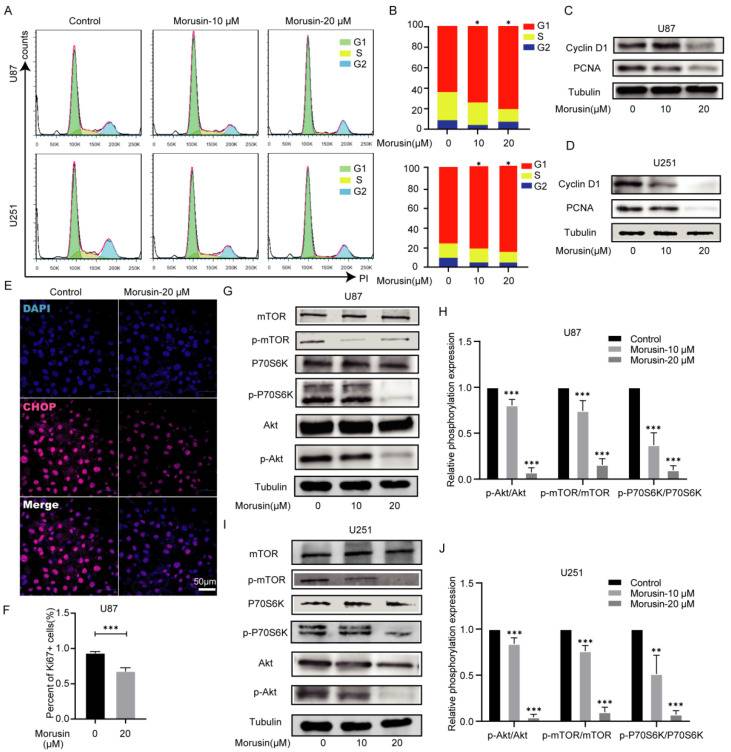 A
Control
Morusin-10 μM
Morusin-20 μM
counts
U87
G1
S
G2
G1
S
G2
G1
S
G2
0 50K 100K 150K 200K 250K
0 50K 100K 150K 200K 250K
0 50K 100K 150K 200K 250K
U251
G1
S
G2
G1
S
G2
G1
S
G2
0 50K 100K 150K 200K 250K
0 50K 100K 150K 200K 250K
0 50K 100K 150K 200K 250K
PI
B
100
80
60
40
20
0
* *
G1
S
G2
0 10 20
Morusin(μM)
100
80
60
40
20
0
* *
G1
S
G2
0 10 20
Morusin(μM)
C
U87
Cyclin D1
PCNA
Tubulin
Morusin(μM) 0 10 20
D
U251
Cyclin D1
PCNA
Tubulin
Morusin(μM) 0 10 20
E
Control
Morusin-20 μM
DAPI
CHOP
Merge
50μm
F
U87
Percent of Ki67+ cells(%)
1.5
1.0
0.5
0.0
***
0 20
Morusin
(μM)
G
U87
mTOR
p-mTOR
P70S6K
p-P70S6K
Akt
p-Akt
Tubulin
Morusin(μM) 0 10 20
H
U87
Control
Morusin-10 μM
Morusin-20 μM
Relative phosphorylation expression
1.5
1.0
0.5
0.0
*** *** *** *** *** ***
p-Akt/Akt p-mTOR/mTOR p-P70S6K/P70S6K
I
U251
mTOR
p-mTOR
P70S6K
p-P70S6K
Akt
p-Akt
Tubulin
Morusin(μM) 0 10 20
J
U251
Control
Morusin-10 μM
Morusin-20 μM
Relative phosphorylation expression
1.5
1.0
0.5
0.0
*** *** *** *** ** ***
p-Akt/Akt p-mTOR/mTOR p-P70S6K/P70S6K